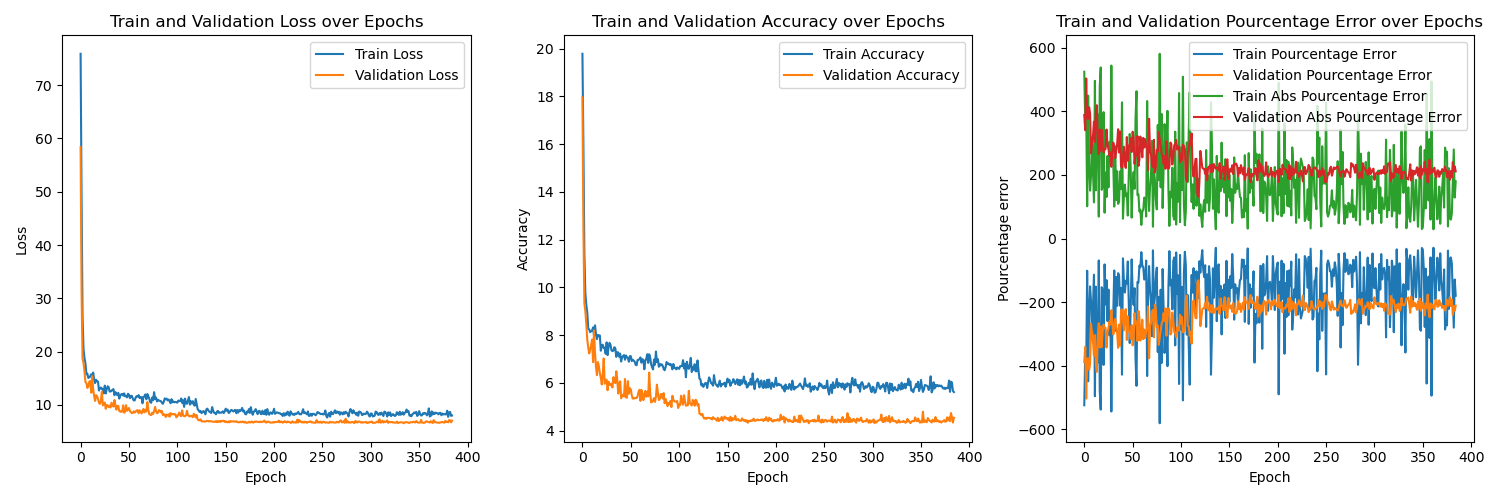 Train and Validation Loss over Epochs
Train Loss
Validation Loss
70
60
50
40
30
20
10
Loss
0
50
100
150
200
250
300
350
400
Epoch
Train and Validation Accuracy over Epochs
Train Accuracy
Validation Accuracy
20
18
16
14
12
10
8
6
4
Accuracy
0
50
100
150
200
250
300
350
400
Epoch
Train and Validation Pourcentage Error over Epochs
Train Pourcentage Error
Validation Pourcentage Error
Train Abs Pourcentage Error
Validation Abs Pourcentage Error
600
400
200
0
−200
−400
−600
Pourcentage error
0
50
100
150
200
250
300
350
400
Epoch